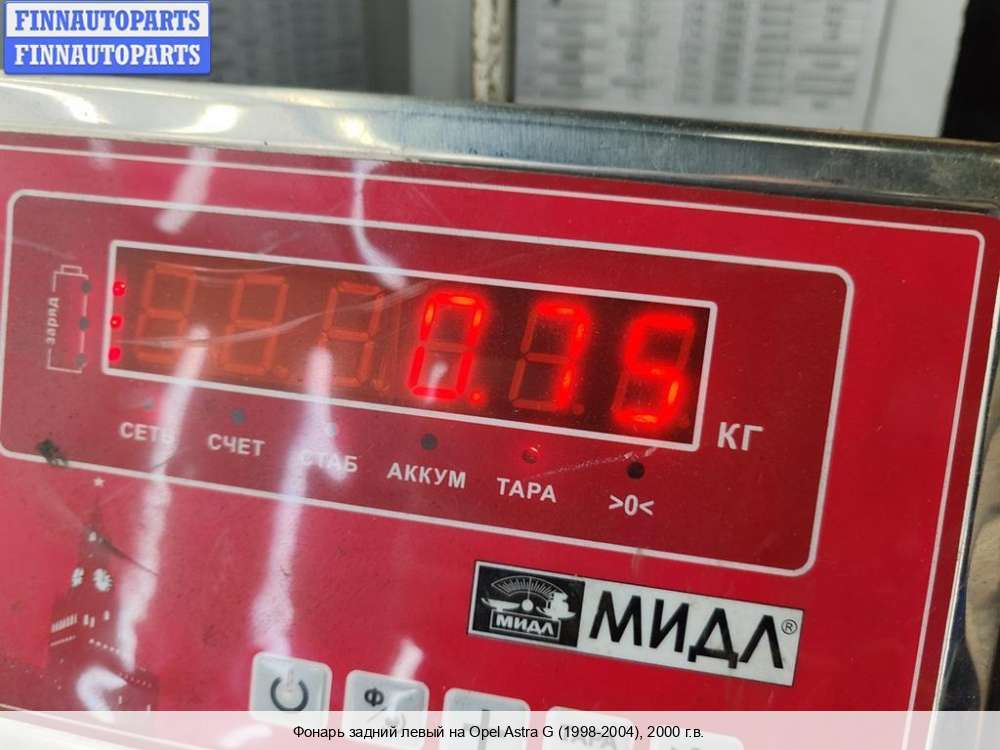 FINNAUTOPARTS
FINNAUTOPARTS
заряд
0.75
КГ
СЕТЬ
СЧЕТ
СТАБ
АККУМ
ТАРА
>0<
МИДЛ
МИДЛ®
Ф
Фонарь задний левый на Opel Astra G (1998-2004), 2000 г.в.